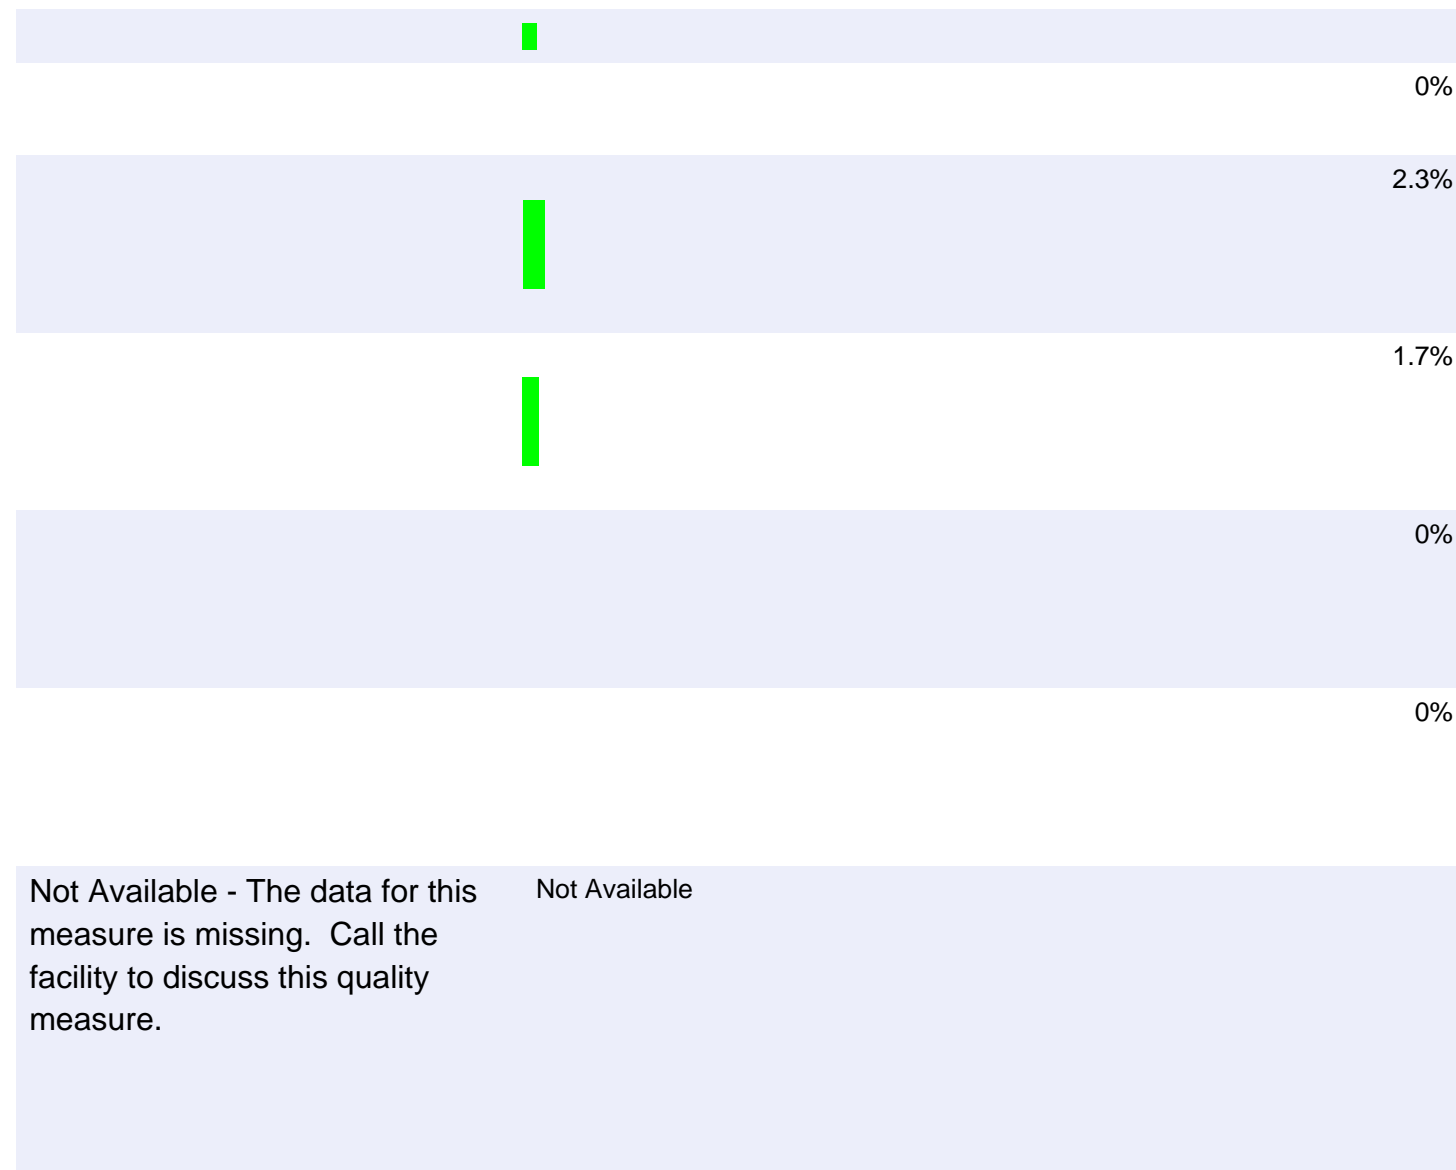 0%
2.3%
1.7%
0%
0%
Not Available - The data for this
measure is missing.  Call the
facility to discuss this quality
measure.
Not Available